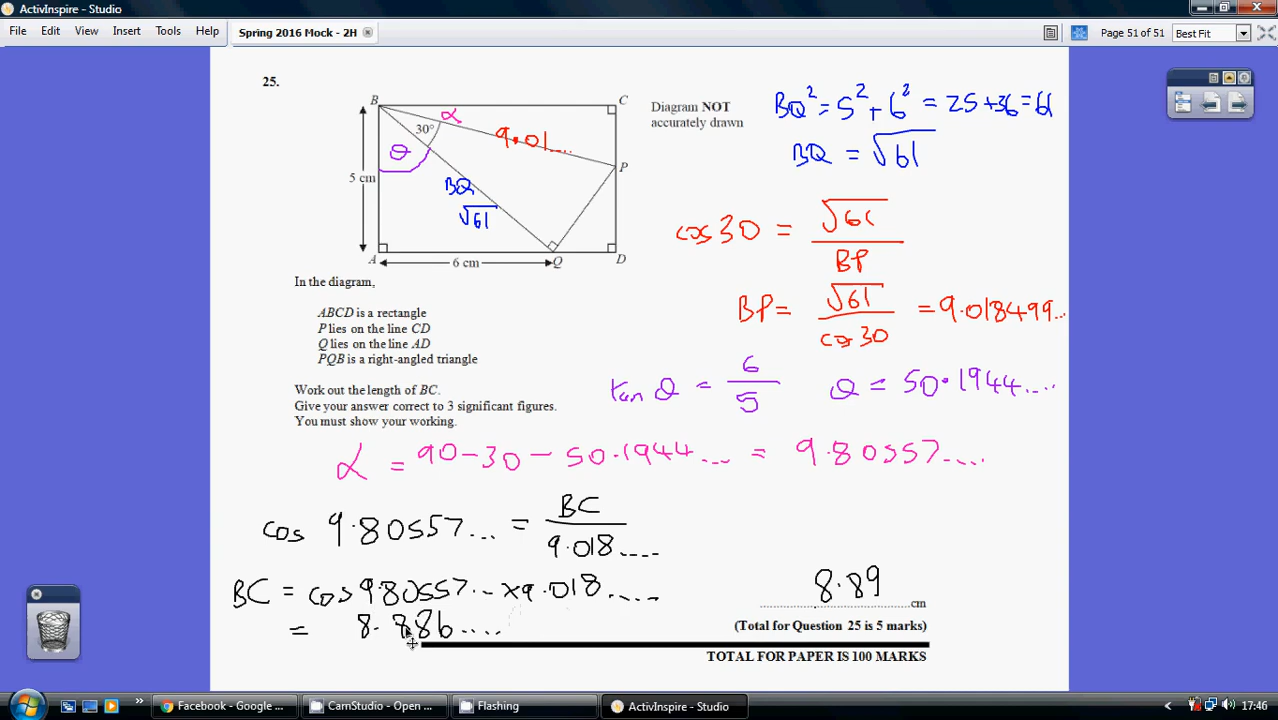 ActivInspire - Studio
File Edit View Insert Tools Help Spring 2016 Mock - 2H Page 51 of 51 Best Fit
25.
B
C
α
30°
θ
9.01....
P
5 cm
BQ
√61
A
6 cm
Q
D
Diagram NOT
accurately drawn
BQ² = 5² + 6² = 25+36=61
BQ = √61
cos 30 = √61 / BP
BP = √61 / cos 30 = 9.018499...
In the diagram,
ABCD is a rectangle
P lies on the line CD
Q lies on the line AD
PQB is a right-angled triangle
Work out the length of BC.
Give your answer correct to 3 significant figures.
You must show your working.
tan θ = 6 / 5 θ = 50.1944....
α = 90-30-50.1944... = 9.80557....
cos 9.80557... = BC / 9.018....
BC = cos 9.80557... x9.018.....
= 8.886....
8.89
cm
(Total for Question 25 is 5 marks)
TOTAL FOR PAPER IS 100 MARKS
Facebook - Google ... CamStudio - Open ... Flashing ActivInspire - Studio 17:46